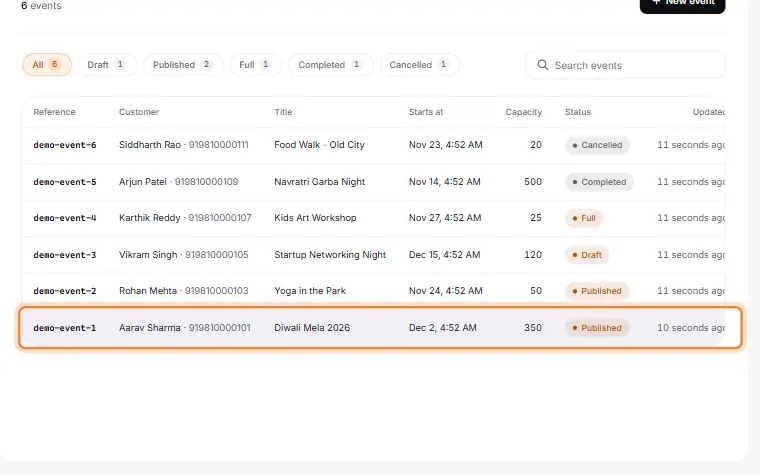 6 events
+ New event
All 6 Draft 1 Published 2 Full 1 Completed 1 Cancelled 1 Search events
Reference Customer Title Starts at Capacity Status Updated
demo-event-6 Siddharth Rao · 919810000111 Food Walk - Old City Nov 23, 4:52 AM 20 Cancelled 11 seconds ago
demo-event-5 Arjun Patel · 919810000109 Navratri Garba Night Nov 14, 4:52 AM 500 Completed 11 seconds ago
demo-event-4 Karthik Reddy · 919810000107 Kids Art Workshop Nov 27, 4:52 AM 25 Full 11 seconds ago
demo-event-3 Vikram Singh · 919810000105 Startup Networking Night Dec 15, 4:52 AM 120 Draft 11 seconds ago
demo-event-2 Rohan Mehta · 919810000103 Yoga in the Park Nov 24, 4:52 AM 50 Published 11 seconds ago
demo-event-1 Aarav Sharma · 919810000101 Diwali Mela 2026 Dec 2, 4:52 AM 350 Published 10 seconds ago